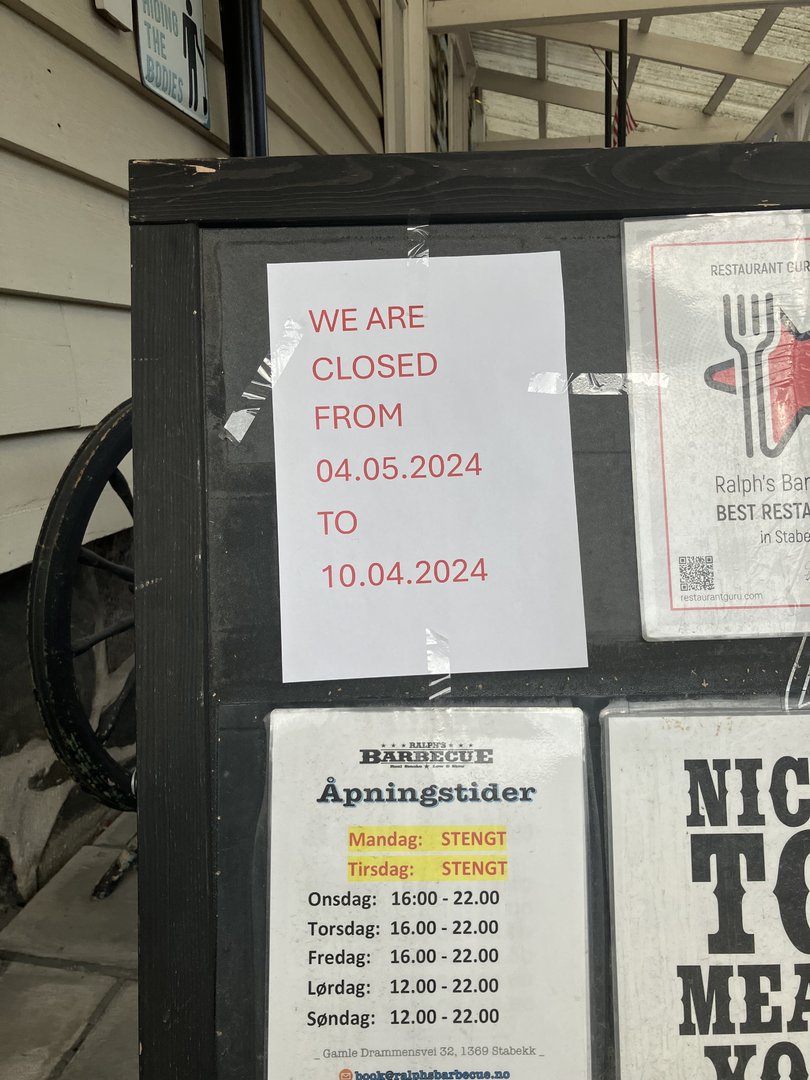 HIDING
THE
BODIES
WE ARE
CLOSED
FROM
04.05.2024
TO
10.04.2024
RESTAURANT GUR
Ralph's Bar
BEST RESTA
in Stabe
restaurantguru.com
RALPH'S
BARBECUE
Åpningstider
Mandag: STENGT
Tirsdag: STENGT
Onsdag: 16:00 - 22.00
Torsdag: 16.00 - 22.00
Fredag: 16.00 - 22.00
Lørdag: 12.00 - 22.00
Søndag: 12.00 - 22.00
_ Gamle Drammensvei 32, 1369 Stabekk _
book@ralphsbarbecue.no
NIC
TO
MEA
YO